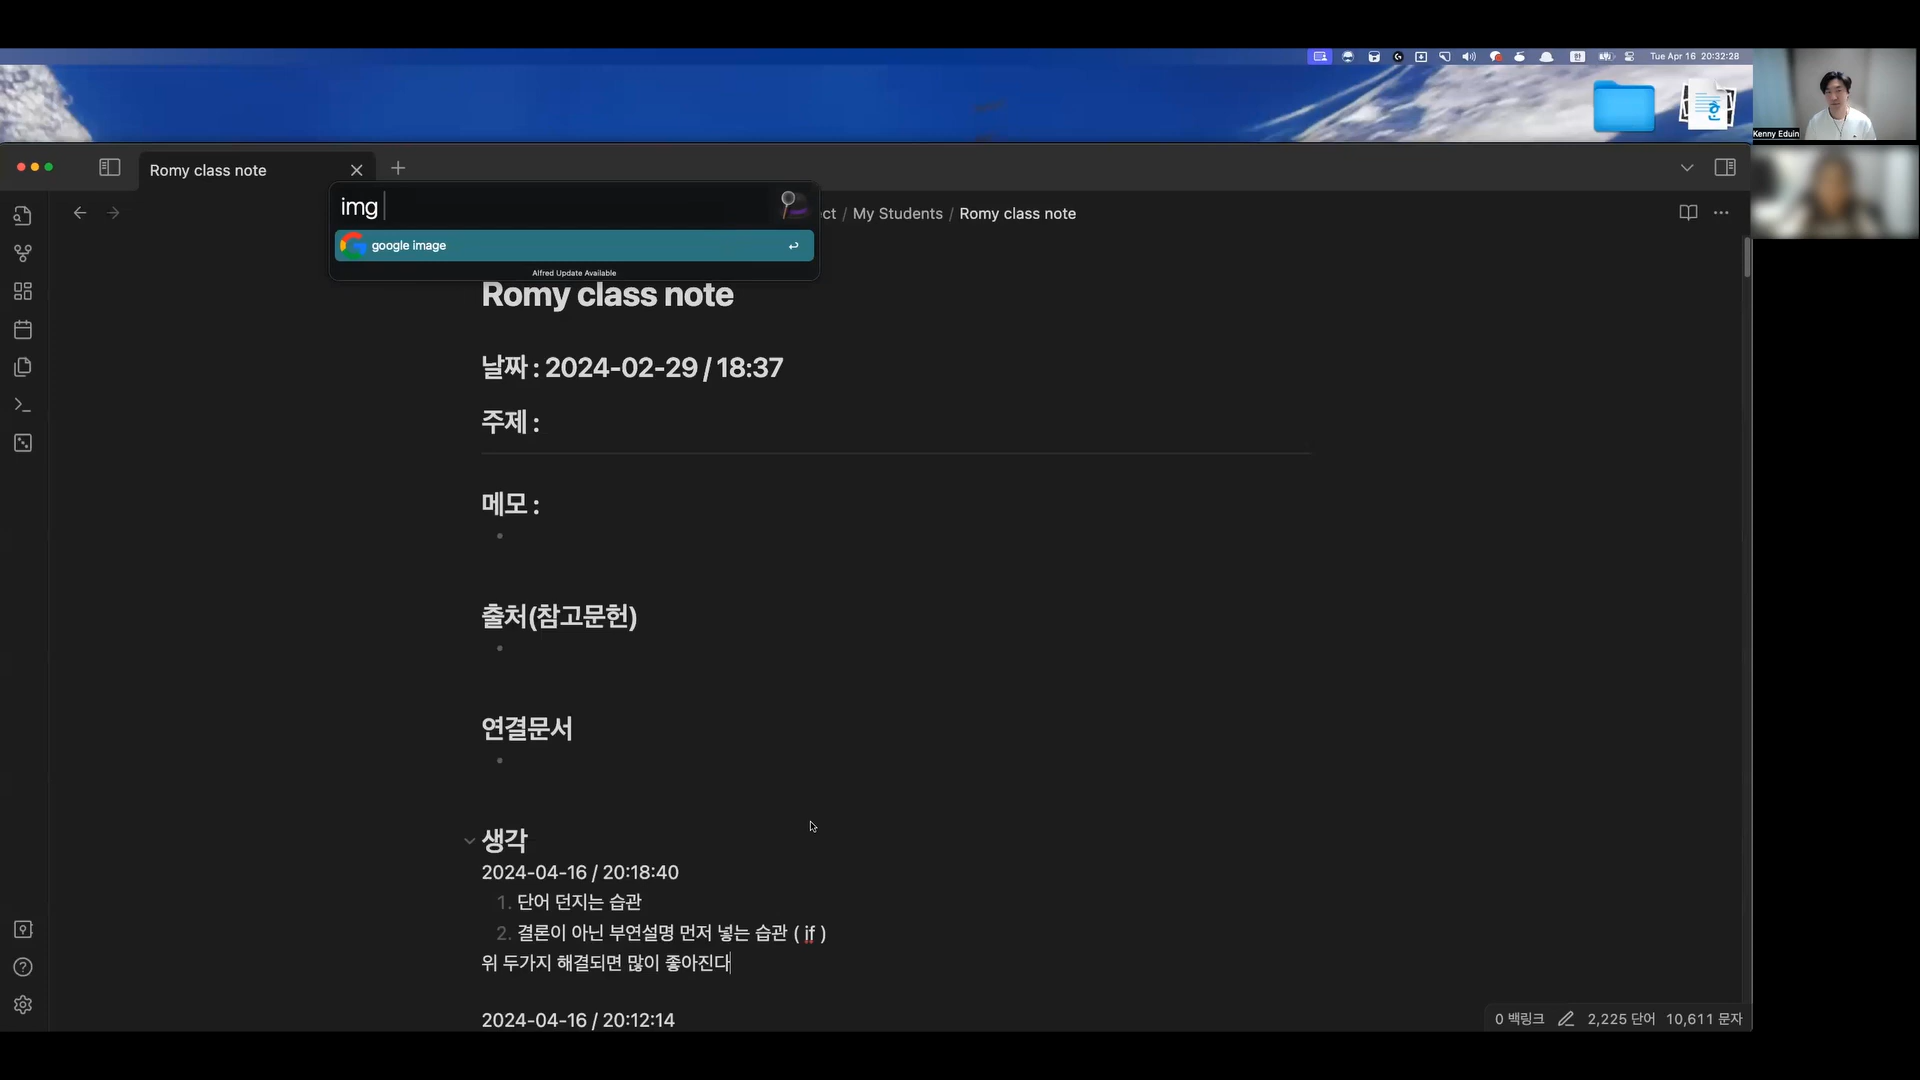 Tue Apr 16 20:32:28
Kenny Eduin
Romy class note
img
ct / My Students / Romy class note
google image
Alfred Update Available
Romy class note
날짜 : 2024-02-29 / 18:37
주제 :
메모 :
출처(참고문헌)
연결문서
생각
2024-04-16 / 20:18:40
1. 단어 던지는 습관
2. 결론이 아닌 부연설명 먼저 넣는 습관 ( if )
위 두가지 해결되면 많이 좋아진다
2024-04-16 / 20:12:14
0 백링크 2,225 단어 10,611 문자